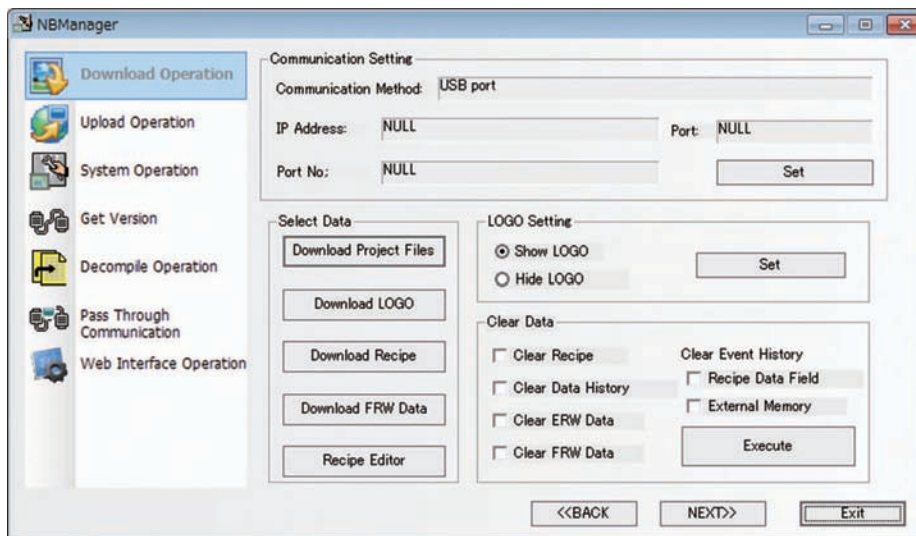 NBManager
Download Operation
Upload Operation
System Operation
Get Version
Decompile Operation
Pass Through
Communication
Web Interface Operation
Communication Setting
Communication Method: USB port
IP Address: NULL Port: NULL
Port No.: NULL Set
Select Data
Download Project Files
Download LOGO
Download Recipe
Download FRW Data
Recipe Editor
LOGO Setting
Show LOGO
Hide LOGO
Set
Clear Data
Clear Recipe
Clear Data History
Clear ERW Data
Clear FRW Data
Clear Event History
Recipe Data Field
External Memory
Execute
<<BACK NEXT>> Exit